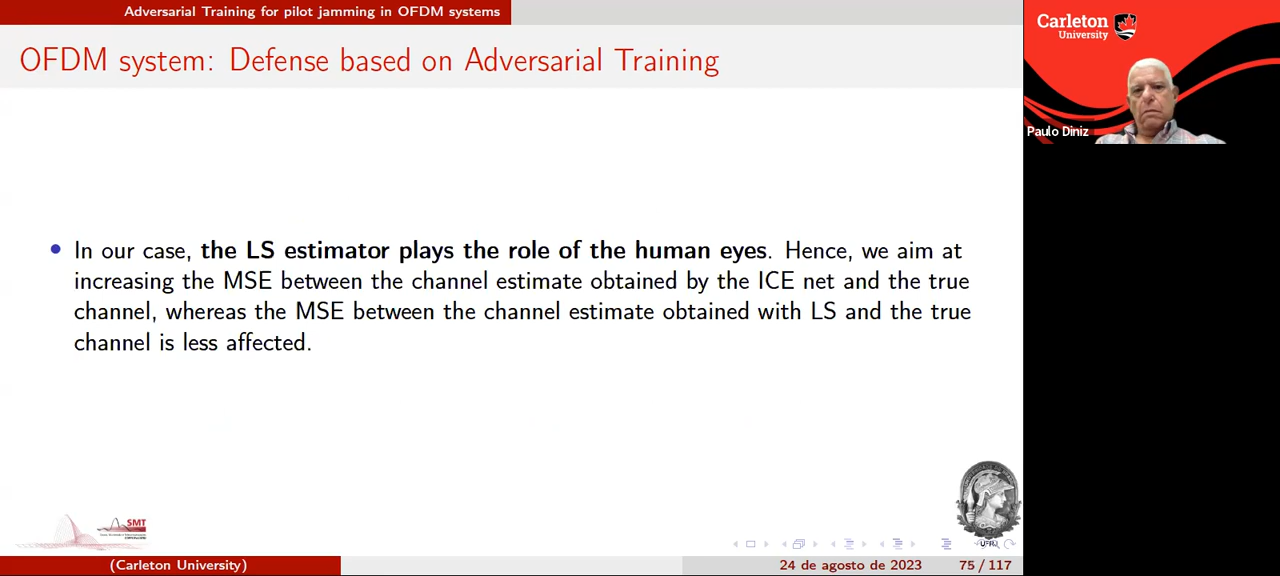 Adversarial Training for pilot jamming in OFDM systems
OFDM system: Defense based on Adversarial Training
In our case, the LS estimator plays the role of the human eyes. Hence, we aim at
increasing the MSE between the channel estimate obtained by the ICE net and the true
channel, whereas the MSE between the channel estimate obtained with LS and the true
channel is less affected.
SMT
UFRJ
(Carleton University)
24 de agosto de 2023
75 / 117
Carleton
University
Paulo Diniz